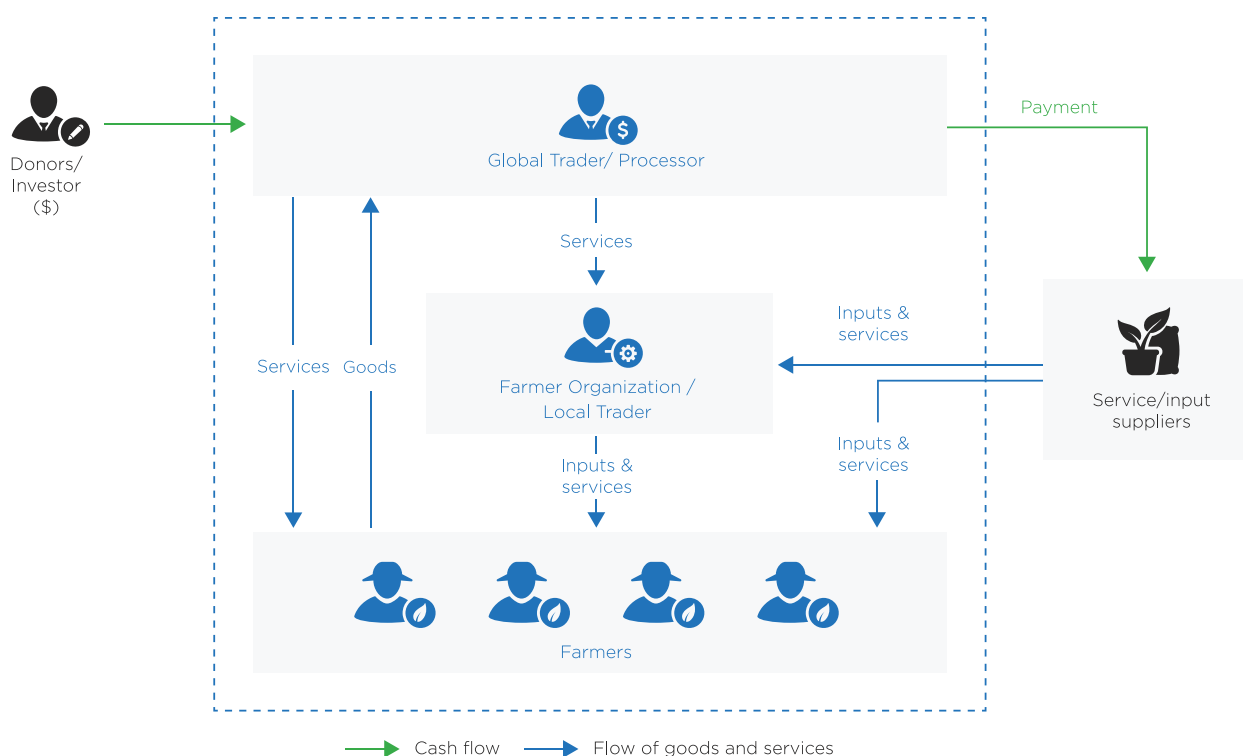 Donors/
Investor
($)
$
Global Trader/ Processor
Payment
Services
Services
Goods
Farmer Organization /
Local Trader
Inputs &
services
Service/input
suppliers
Inputs &
services
Inputs &
services
Farmers
Cash flow
Flow of goods and services